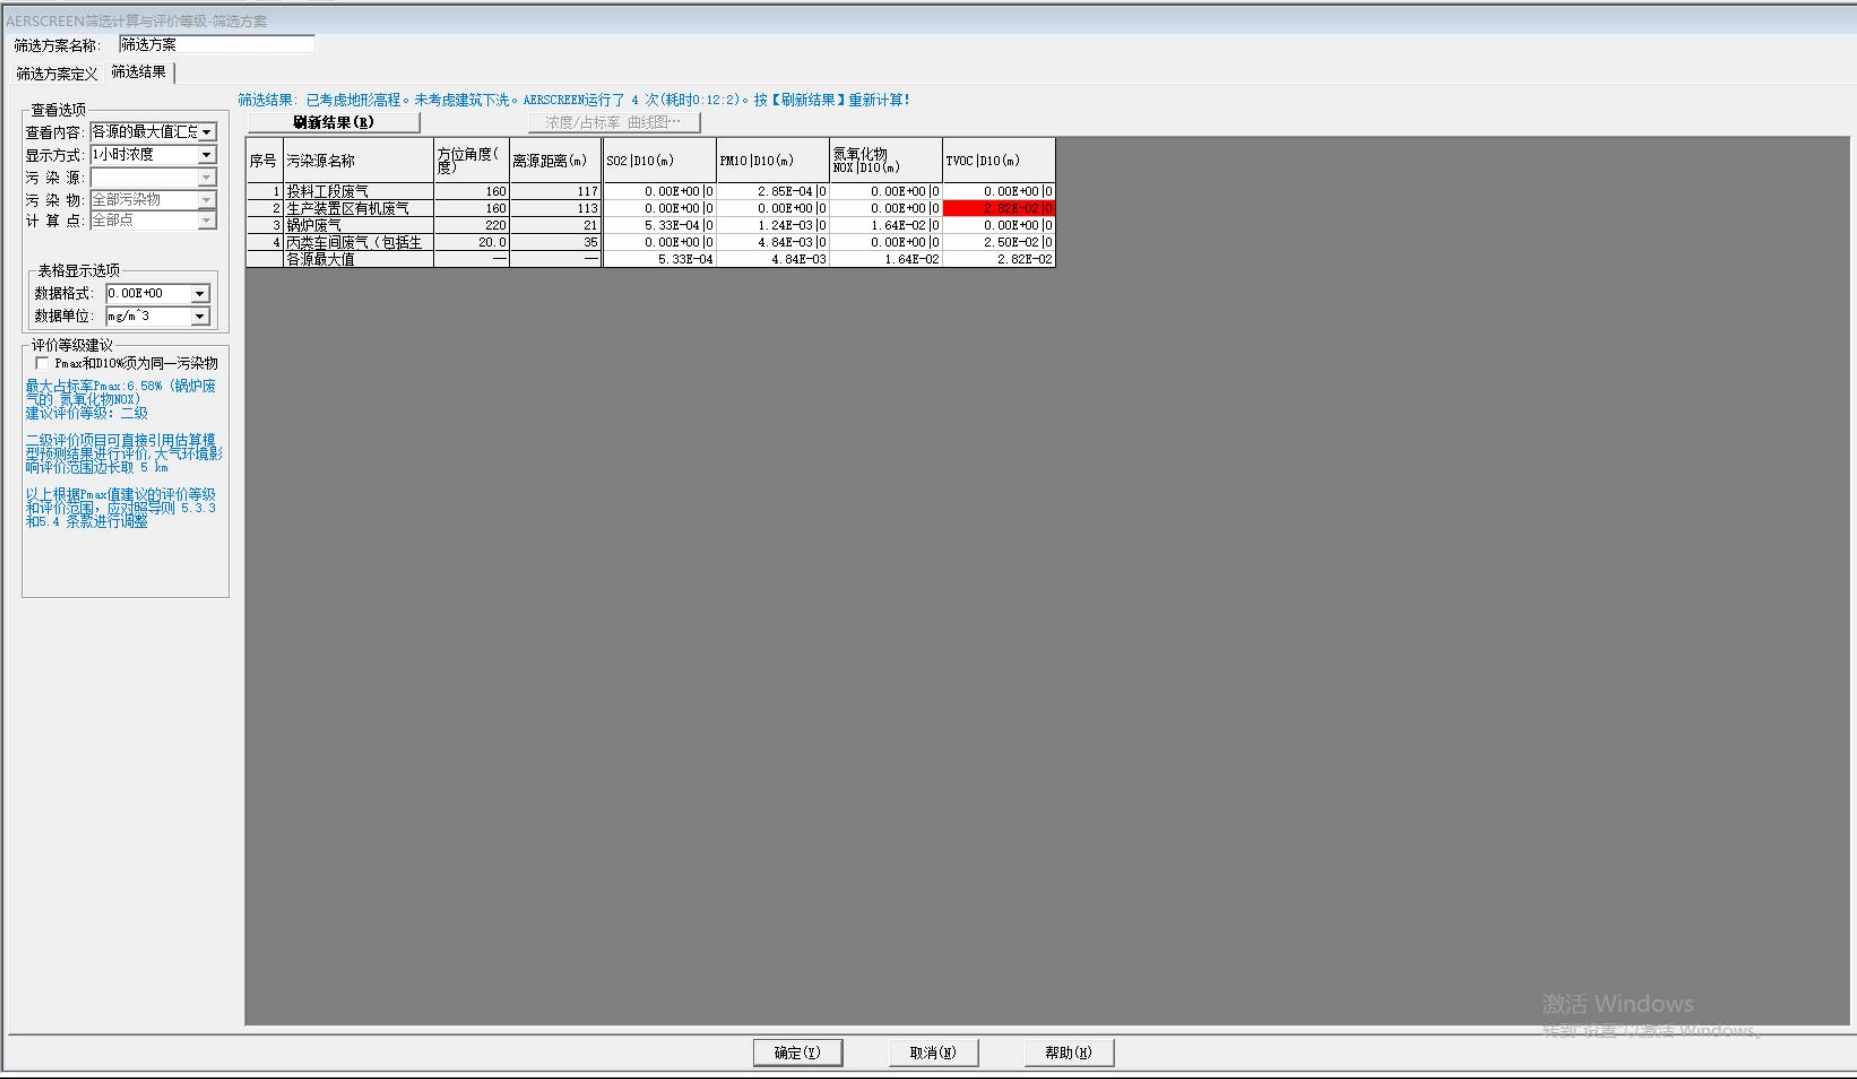 AERSCREEN筛选计算与评价等级-筛选方案
筛选方案名称: 筛选方案
筛选方案定义 筛选结果
筛选结果: 已考虑地形高程。未考虑建筑下洗。AERSCREEN运行了 4 次(耗时0:12:2)。按【刷新结果】重新计算!
刷新结果(R) 浓度/占标率 曲线图…
查看选项
查看内容: 各源的最大值汇总
显示方式: 1小时浓度
污 染 源:
污 染 物: 全部污染物
计 算 点: 全部点
表格显示选项
数据格式: 0.00E+00
数据单位: mg/m^3
评价等级建议
Pmax和D10%须为同一污染物
最大占标率Pmax:6.58% (锅炉废
气的 氮氧化物NOX)
建议评价等级: 二级
二级评价项目可直接引用估算模
型预测结果进行评价,大气环境影
响评价范围边长取 5 km
以上根据Pmax值建议的评价等级
和评价范围, 应对照导则 5.3.3
和5.4 条款进行调整
序号 污染源名称 方位角度(度) 离源距离(m) SO2|D10(m) PM10|D10(m) 氮氧化物NOX|D10(m) TVOC|D10(m)
1 投料工段废气 160 117 0.00E+00|0 2.85E-04|0 0.00E+00|0 0.00E+00|0
2 生产装置区有机废气 160 113 0.00E+00|0 0.00E+00|0 0.00E+00|0 2.82E-02|0
3 锅炉废气 220 21 5.33E-04|0 1.24E-03|0 1.64E-02|0 0.00E+00|0
4 丙类车间废气（包括生 20.0 35 0.00E+00|0 4.84E-03|0 0.00E+00|0 2.50E-02|0
各源最大值 — — 5.33E-04 4.84E-03 1.64E-02 2.82E-02
激活 Windows
转到"设置"以激活 Windows。
确定(Y) 取消(N) 帮助(H)